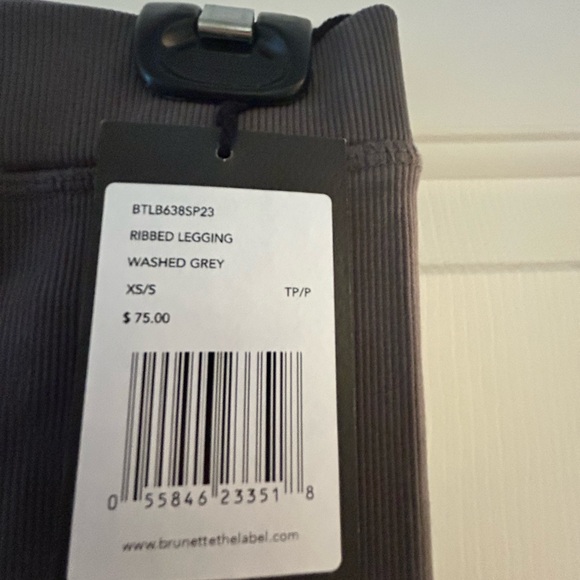 BTLB638SP23
RIBBED LEGGING
WASHED GREY
XS/S TP/P
$ 75.00
0 55846 23351 8
www.brunettethelabel.com